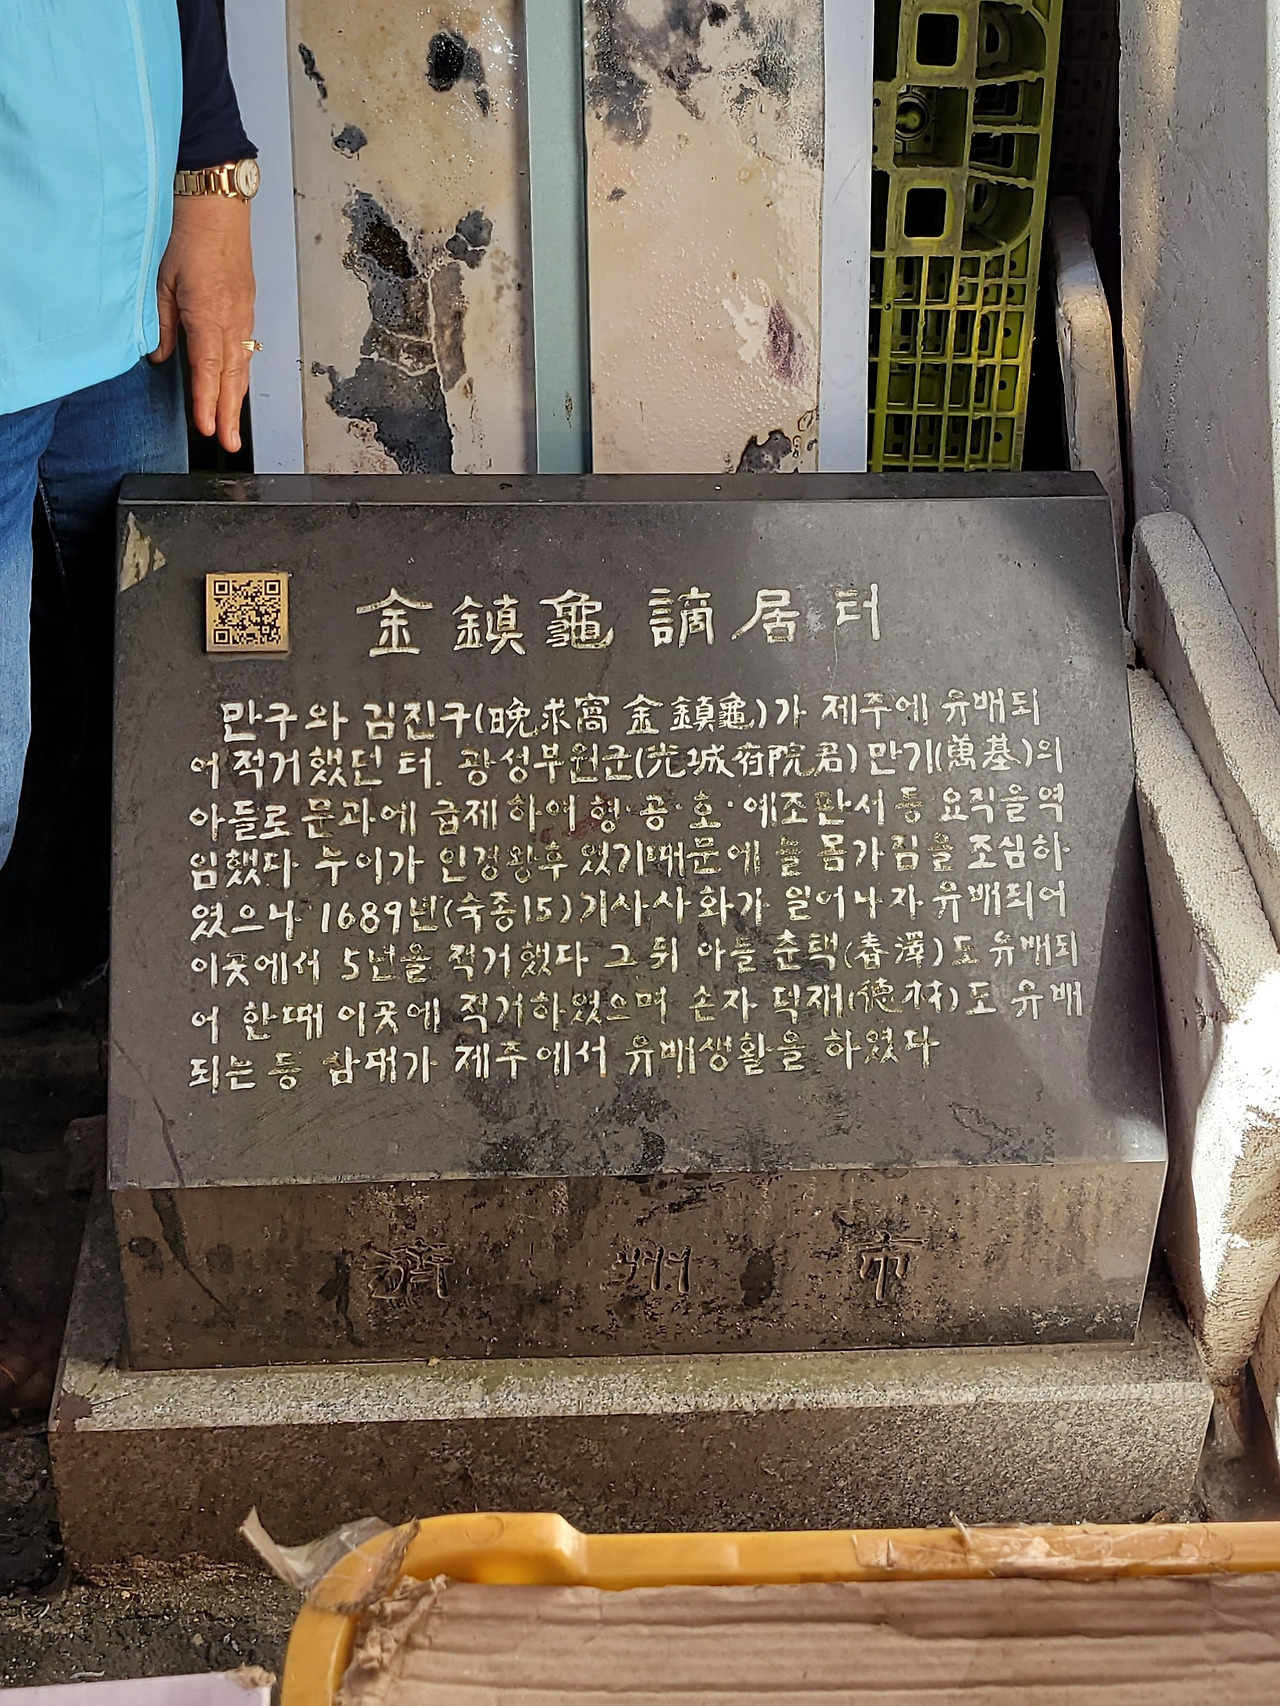 金鎭龜 謫居터
만구와 김진구(晩求窩 金鎭龜)가 제주에 유배되
어 적거했던 터. 광성부원군(光城府院君) 만기(萬基)의
아들로 문과에 급제하여 형·공·호·예조판서 등 요직을 역
임했다 누이가 인경왕후였기때문에 늘 몸가짐을 조심하
였으나 1689년(숙종15) 기사사화가 일어나자 유배되어
이곳에서 5년을 적거했다 그 뒤 아들 춘택(春澤)도 유배되
어 한때 이곳에 적거하였으며 손자 덕재(德材)도 유배
되는 등 삼대가 제주에서 유배생활을 하였다
濟州市